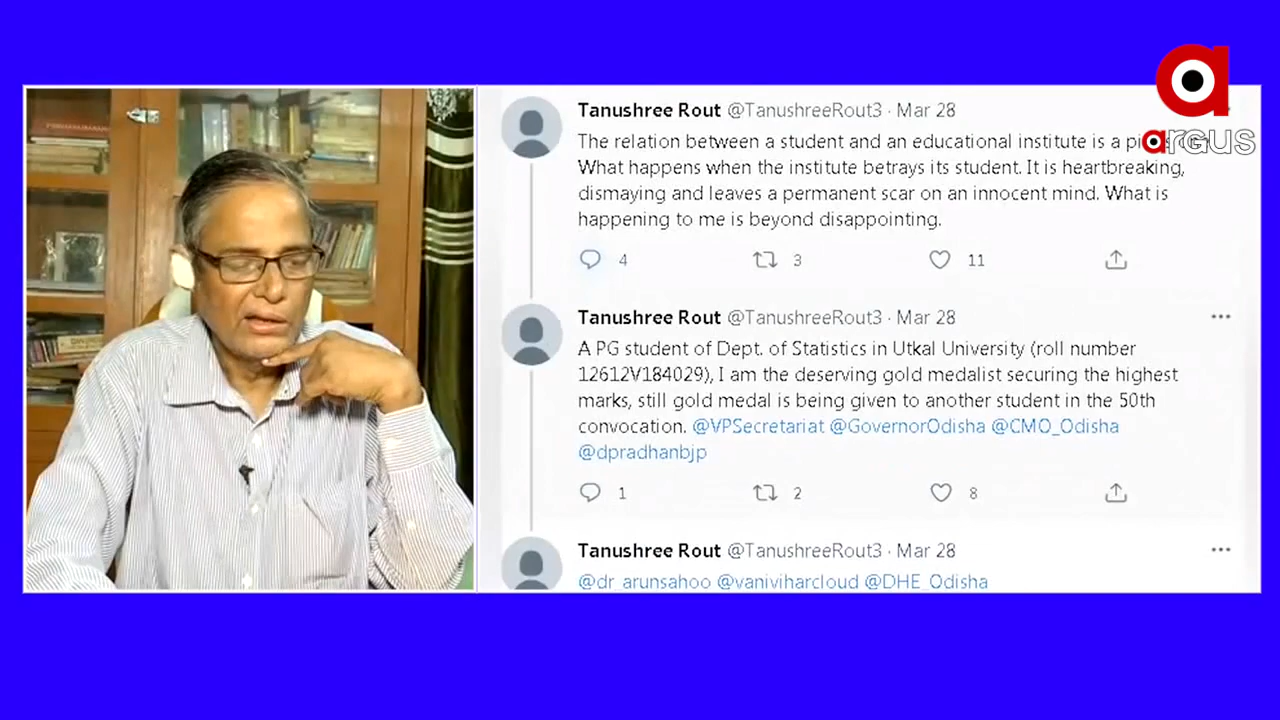 Tanushree Rout @TanushreeRout3 · Mar 28
The relation between a student and an educational institute is a
What happens when the institute betrays its student. It is heartbreaking,
dismaying and leaves a permanent scar on an innocent mind. What is
happening to me is beyond disappointing.
4 3 11
Tanushree Rout @TanushreeRout3 · Mar 28
A PG student of Dept. of Statistics in Utkal University (roll number
12612V184029), I am the deserving gold medalist securing the highest
marks, still gold medal is being given to another student in the 50th
convocation. @VPSecretariat @GovernorOdisha @CMO_Odisha
@dpradhanbjp
1 2 8
Tanushree Rout @TanushreeRout3 · Mar 28
@dr_arunsahoo @vaniviharcloud @DHE_Odisha
a
argus